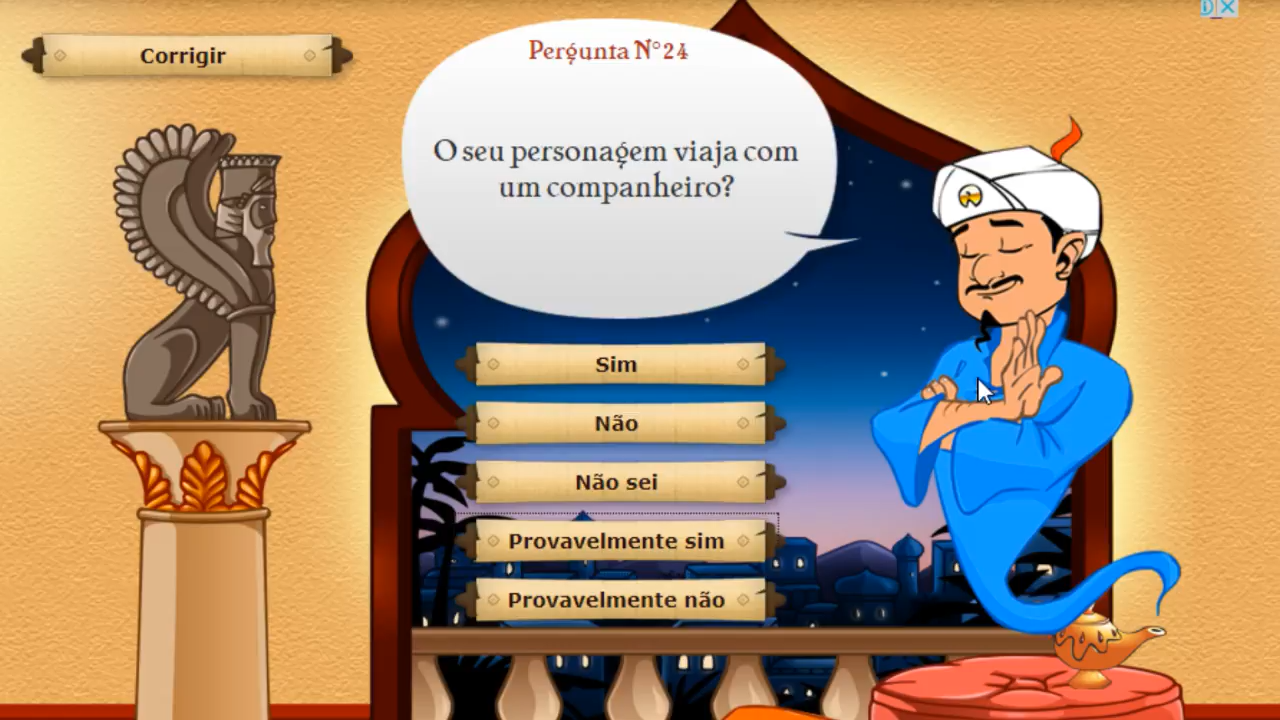 Corrigir
Pergunta N°24
O seu personagem viaja com
um companheiro?
Sim
Não
Não sei
Provavelmente sim
Provavelmente não